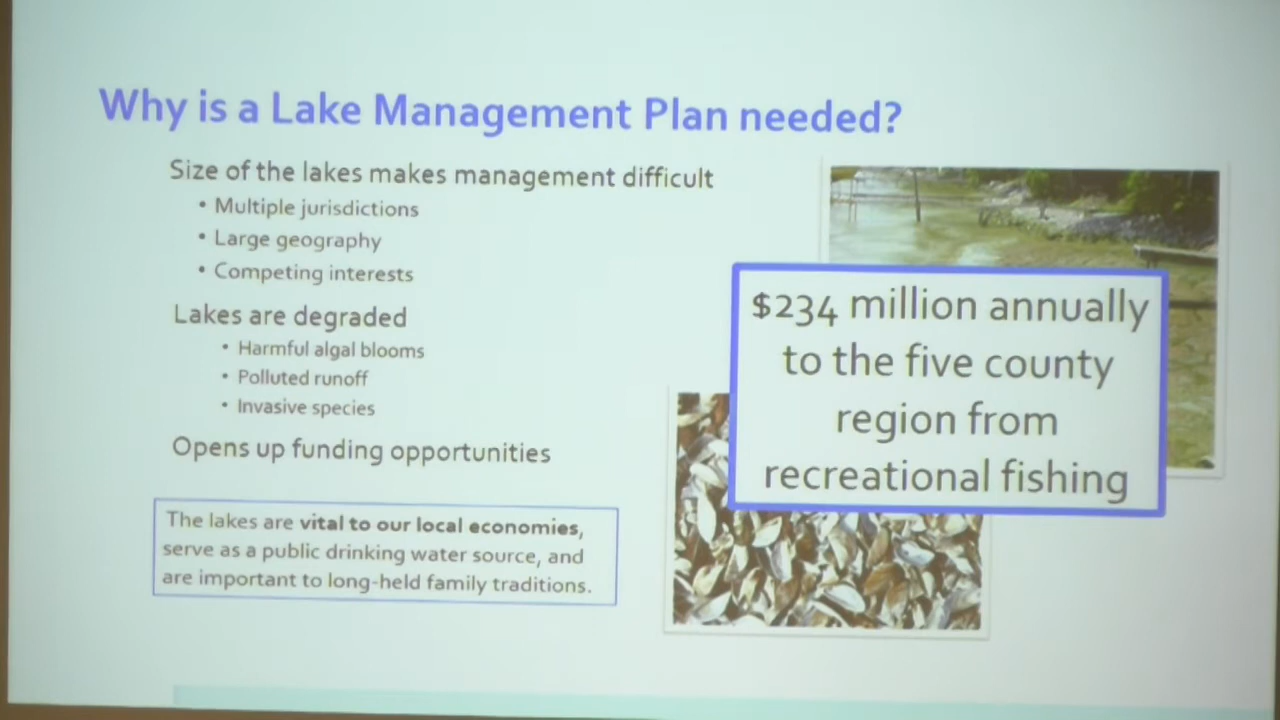 Why is a Lake Management Plan needed?
Size of the lakes makes management difficult
• Multiple jurisdictions
• Large geography
• Competing interests
Lakes are degraded
• Harmful algal blooms
• Polluted runoff
• Invasive species
Opens up funding opportunities
The lakes are vital to our local economies,
serve as a public drinking water source, and
are important to long-held family traditions.
$234 million annually
to the five county
region from
recreational fishing